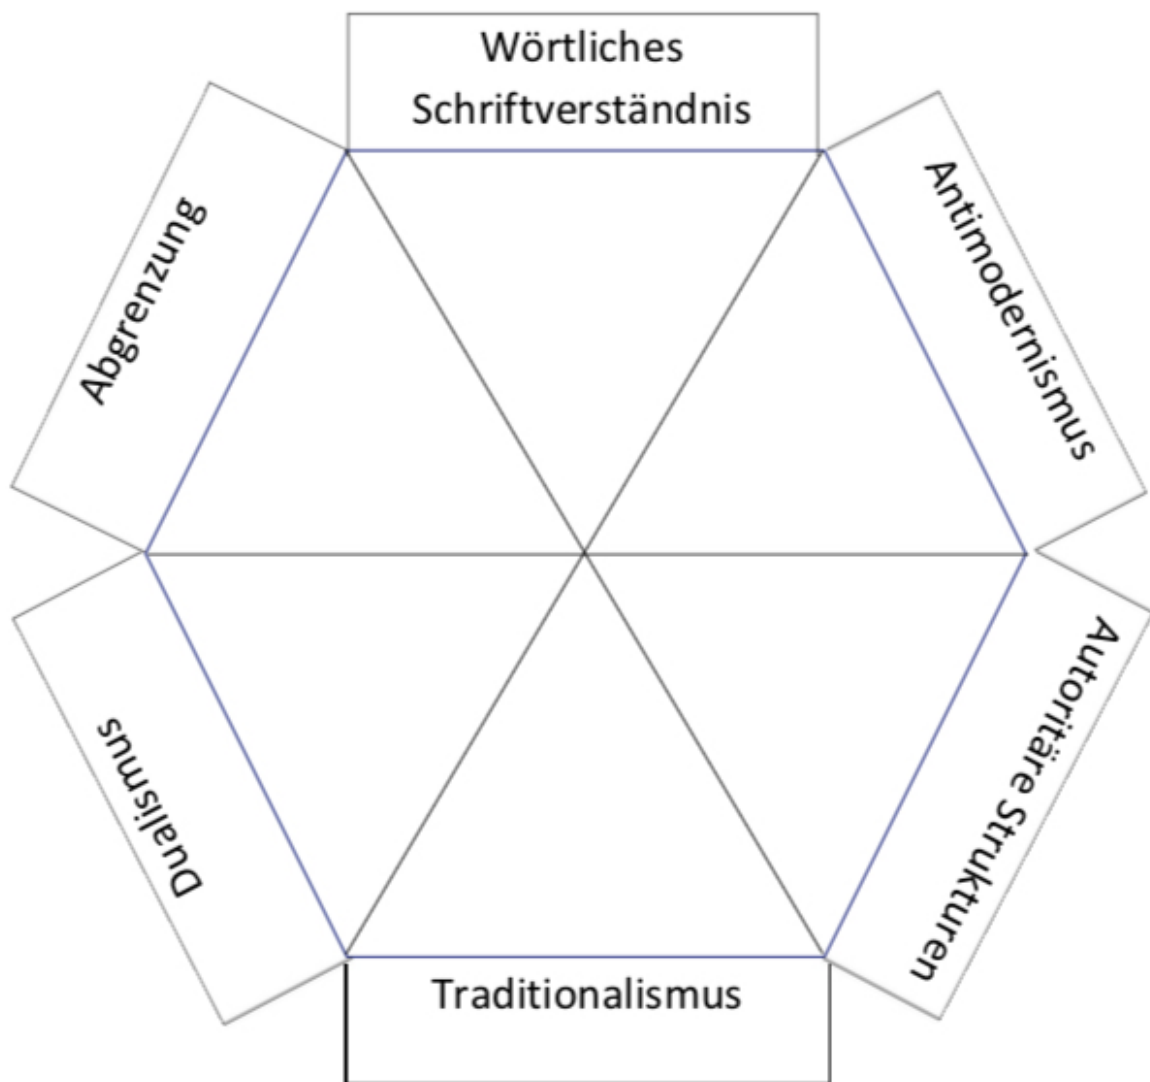 Wörtliches
Schriftverständnis
Antimodernismus
Autoritäre Strukturen
Traditionalismus
Dualismus
Abgrenzung